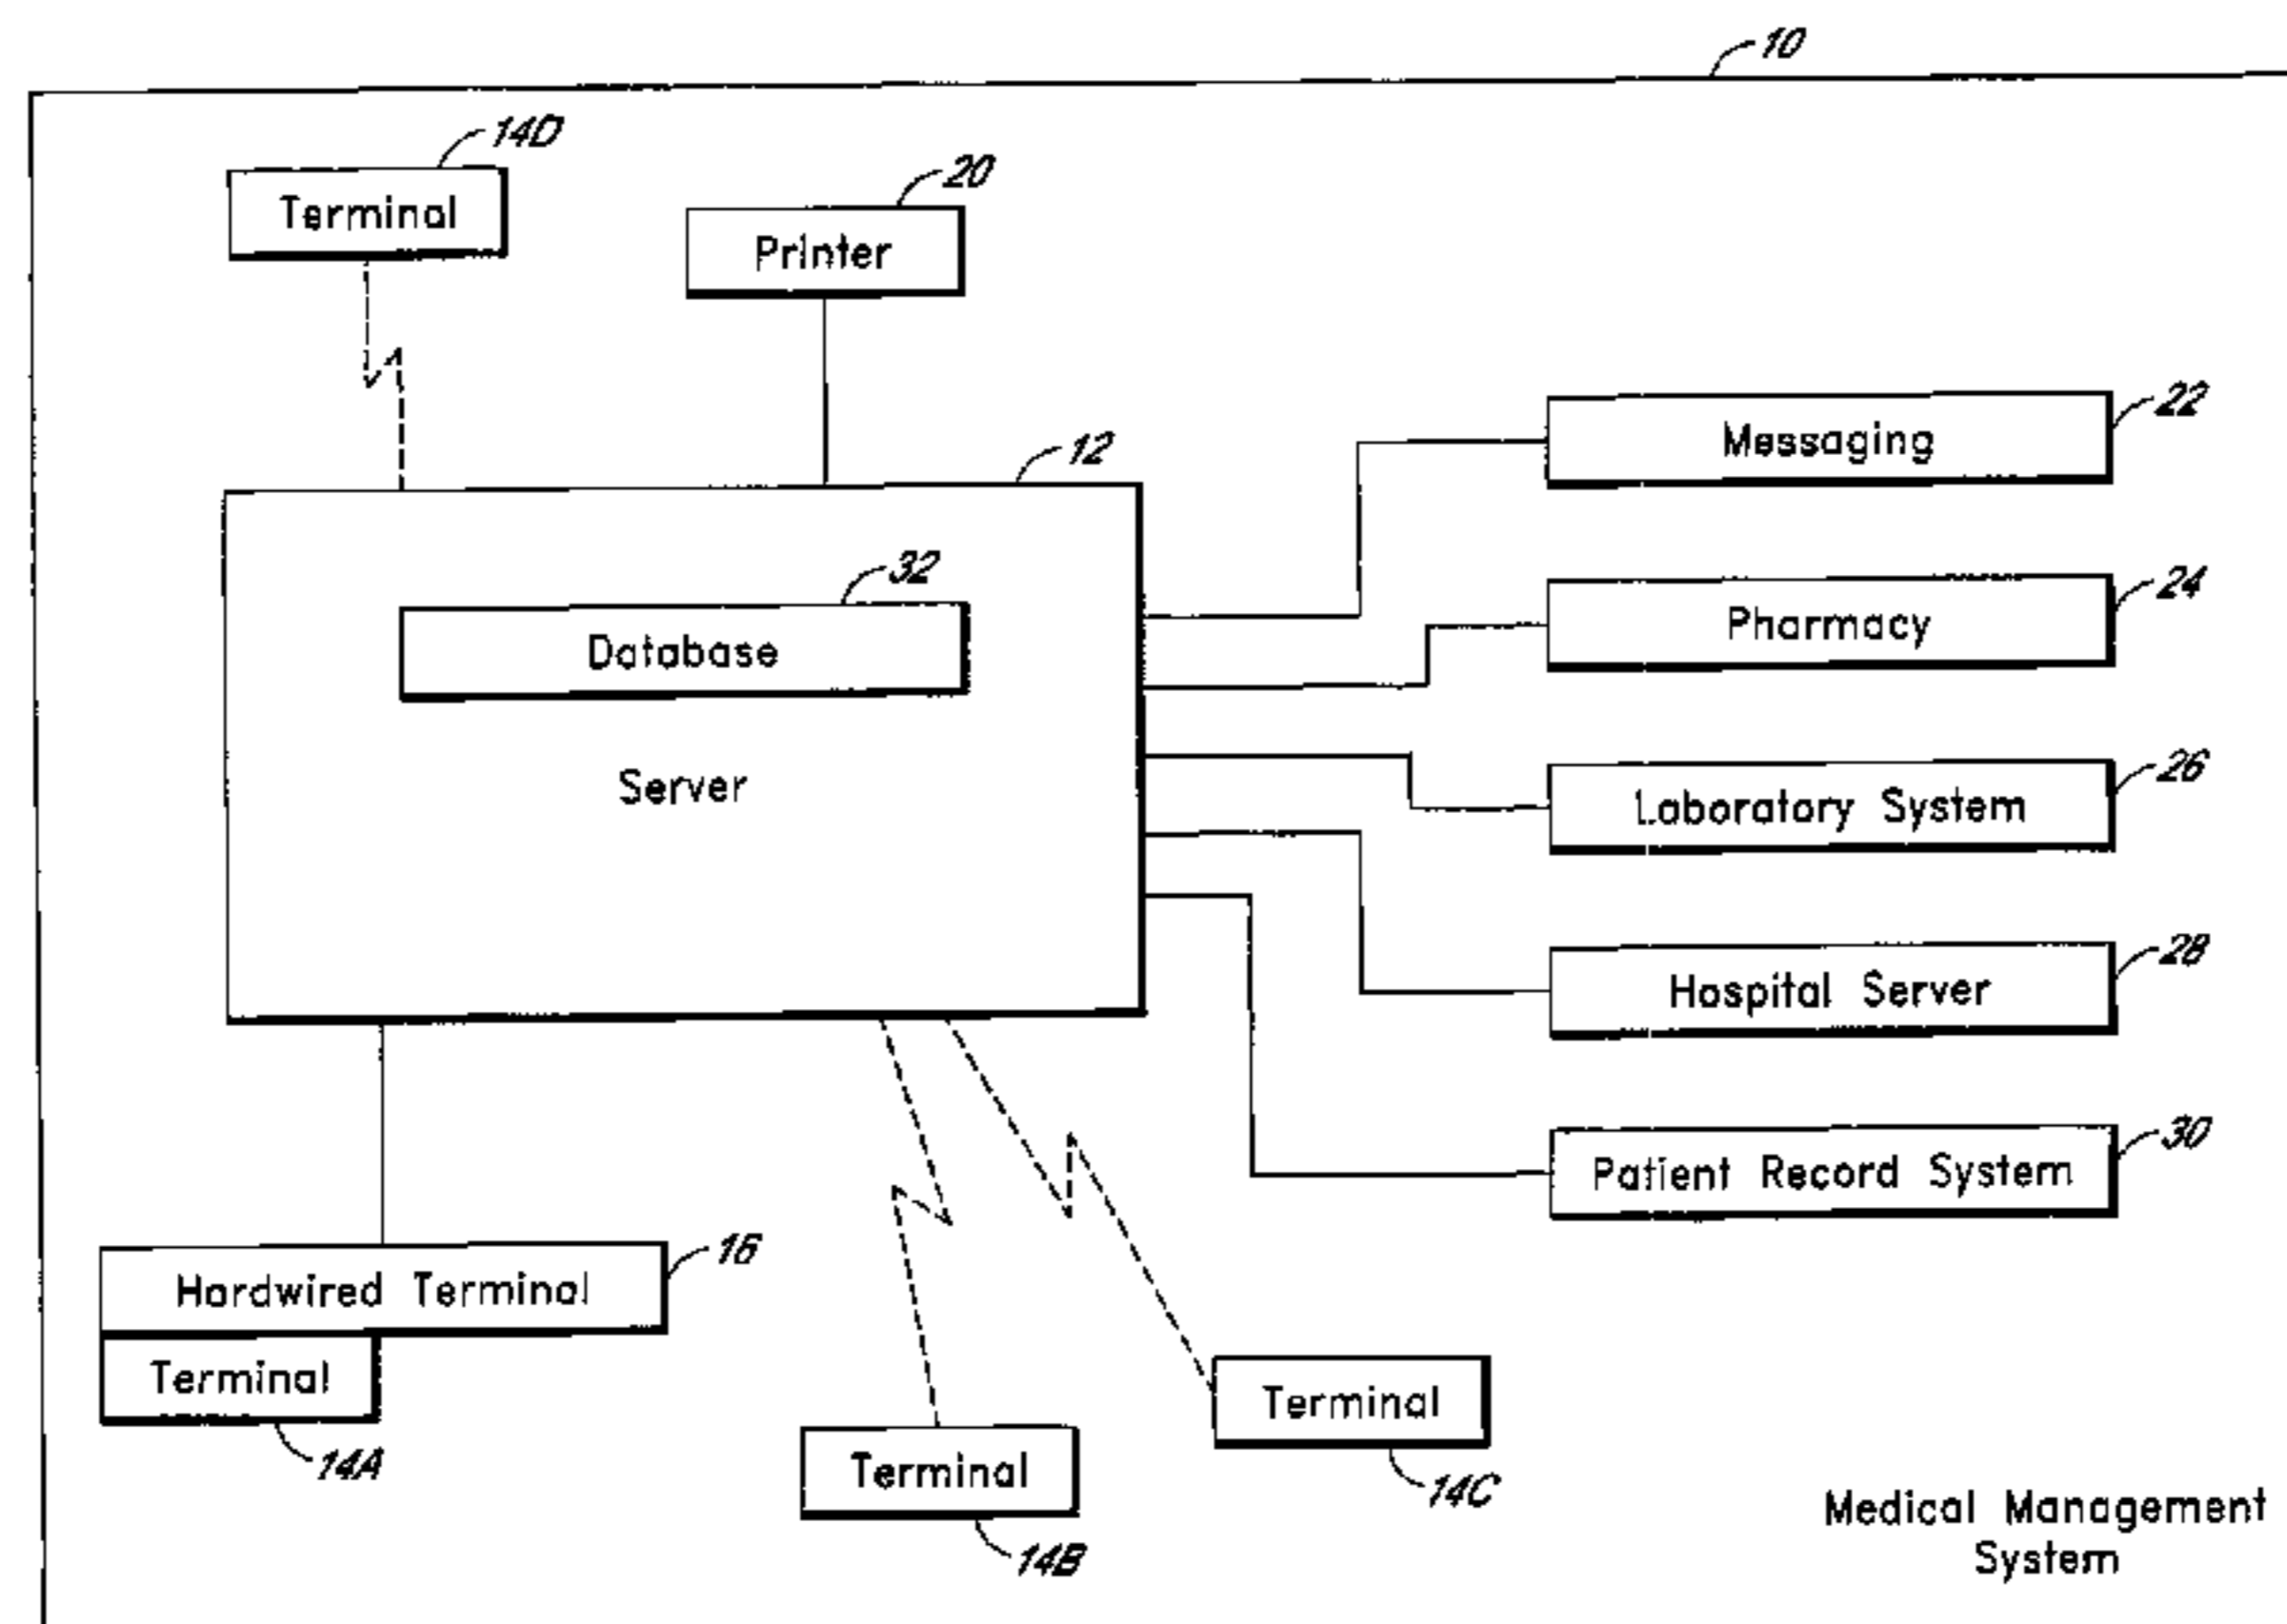 10
14D
Terminal
20
Printer
12
32
Database
Server
Messaging
22
Pharmacy
24
Laboratory System
26
Hospital Server
28
Patient Record System
30
Hardwired Terminal
16
Terminal
14A
Terminal
14B
Terminal
14C
Medical Management
System